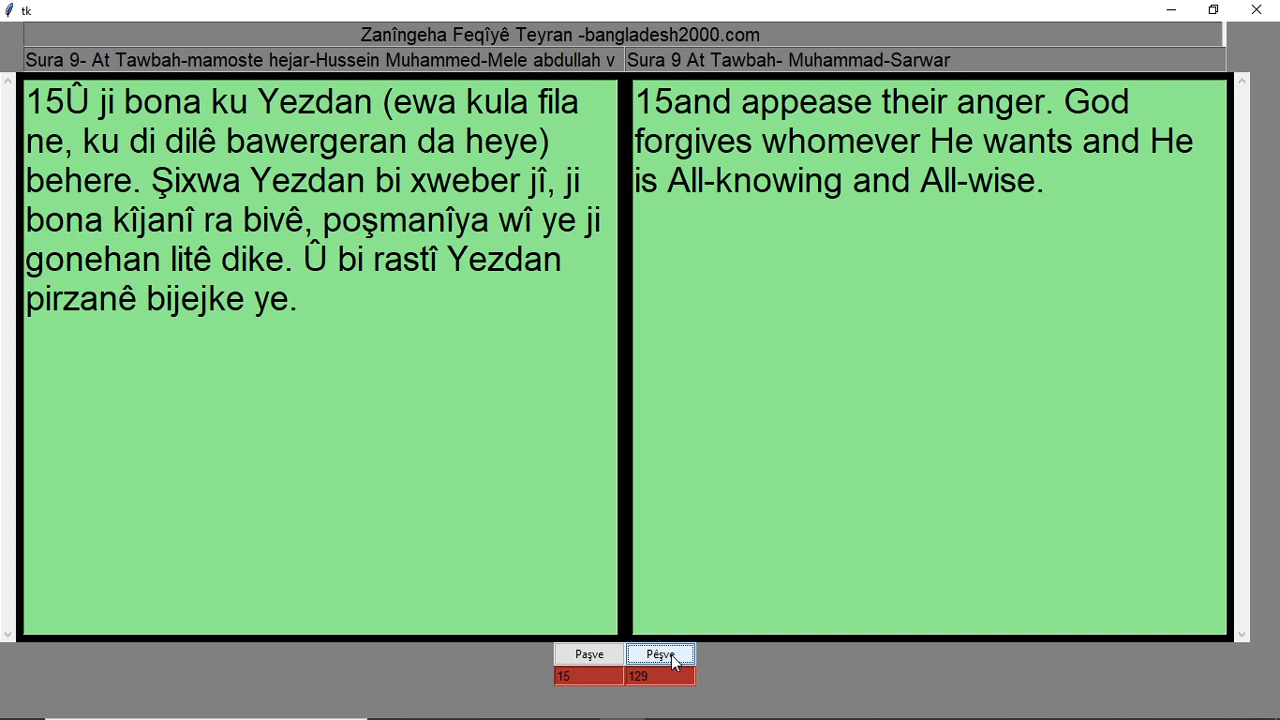 tk
Zanîngeha Feqîyê Teyran -bangladesh2000.com
Sura 9- At Tawbah-mamoste hejar-Hussein Muhammed-Mele abdullah v
Sura 9 At Tawbah- Muhammad-Sarwar
15Û ji bona ku Yezdan (ewa kula fila
ne, ku di dilê bawergeran da heye)
behere. Şixwa Yezdan bi xweber jî, ji
bona kîjanî ra bivê, poşmanîya wî ye ji
gonehan litê dike. Û bi rastî Yezdan
pirzanê bijejke ye.
15and appease their anger. God
forgives whomever He wants and He
is All-knowing and All-wise.
Paşve
Pêşve
15
129